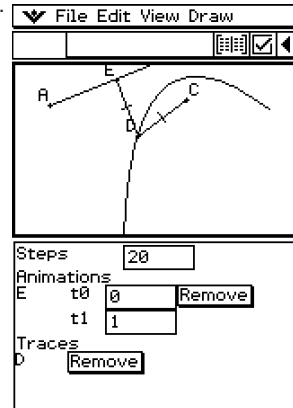 File Edit View Draw
E
A
C
D
Steps 20
Animations
E t0 0 Remove
t1 1
Traces
D Remove